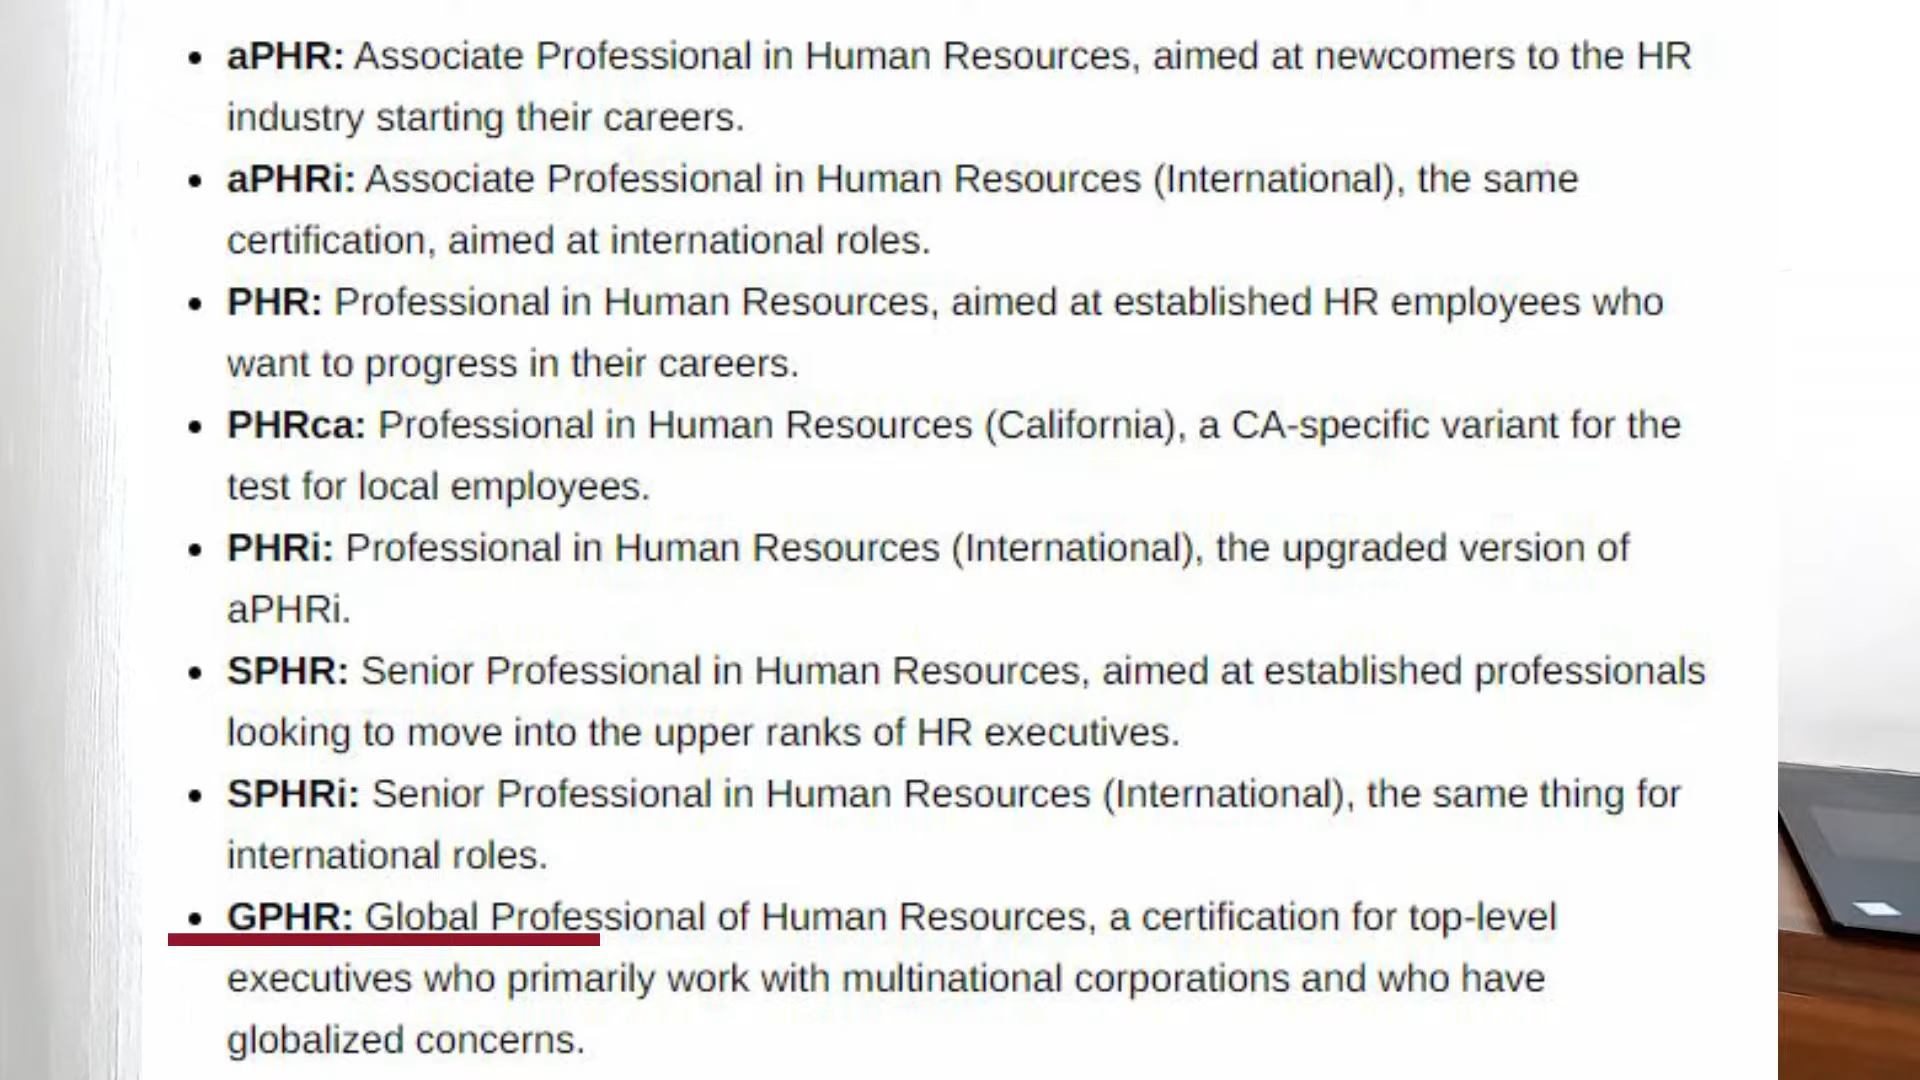 • aPHR: Associate Professional in Human Resources, aimed at newcomers to the HR
industry starting their careers.
• aPHRi: Associate Professional in Human Resources (International), the same
certification, aimed at international roles.
• PHR: Professional in Human Resources, aimed at established HR employees who
want to progress in their careers.
• PHRca: Professional in Human Resources (California), a CA-specific variant for the
test for local employees.
• PHRi: Professional in Human Resources (International), the upgraded version of
aPHRi.
• SPHR: Senior Professional in Human Resources, aimed at established professionals
looking to move into the upper ranks of HR executives.
• SPHRi: Senior Professional in Human Resources (International), the same thing for
international roles.
• GPHR: Global Professional of Human Resources, a certification for top-level
executives who primarily work with multinational corporations and who have
globalized concerns.